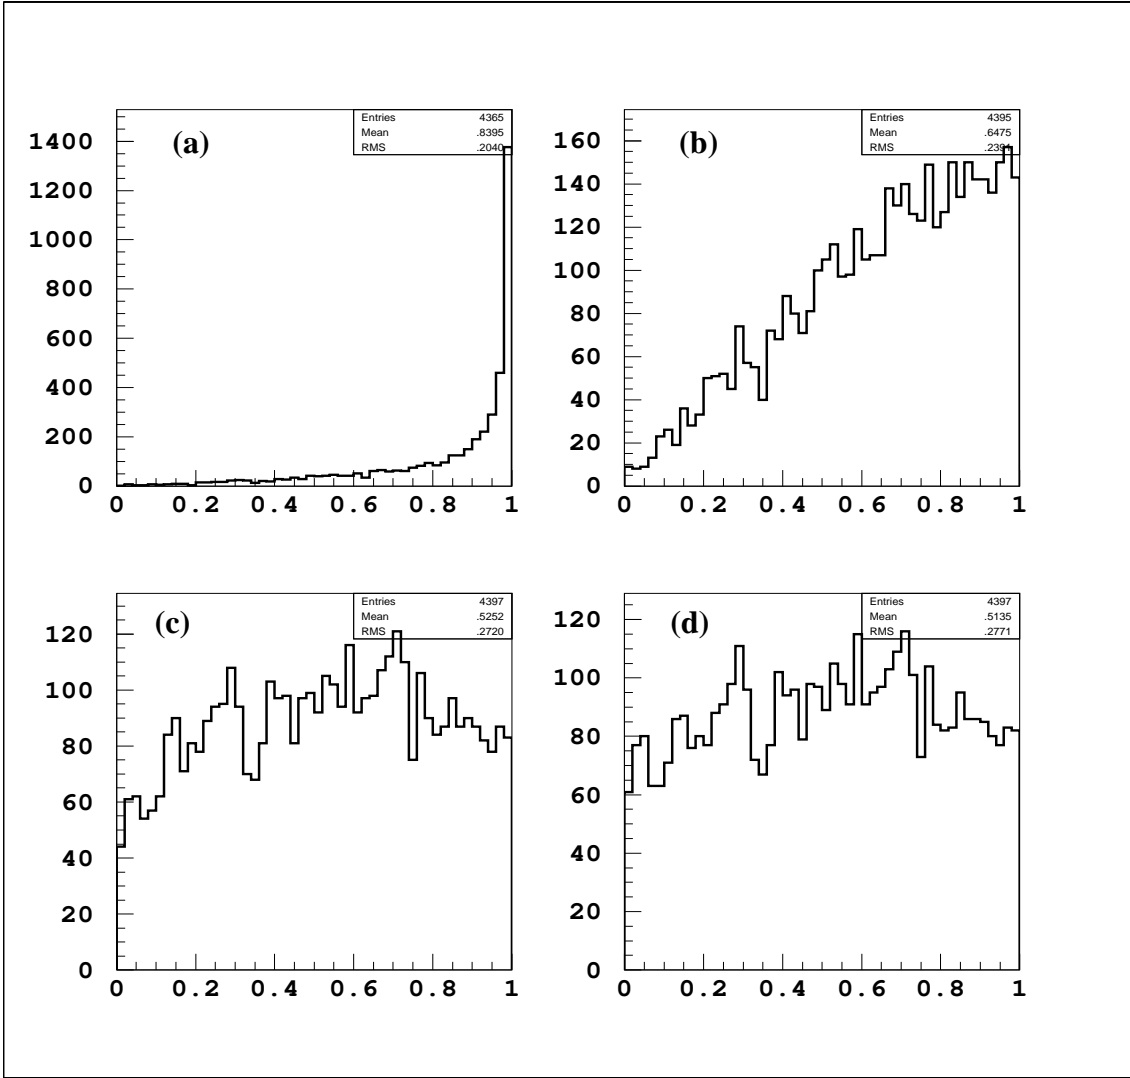 (a)
Entries 4365
Mean .8395
RMS .2040
1400
1200
1000
800
600
400
200
0
0 0.2 0.4 0.6 0.8 1
(b)
Entries 4395
Mean .6475
RMS .2391
160
140
120
100
80
60
40
20
0
0 0.2 0.4 0.6 0.8 1
(c)
Entries 4397
Mean .5252
RMS .2720
120
100
80
60
40
20
0
0 0.2 0.4 0.6 0.8 1
(d)
Entries 4397
Mean .5135
RMS .2771
120
100
80
60
40
20
0
0 0.2 0.4 0.6 0.8 1